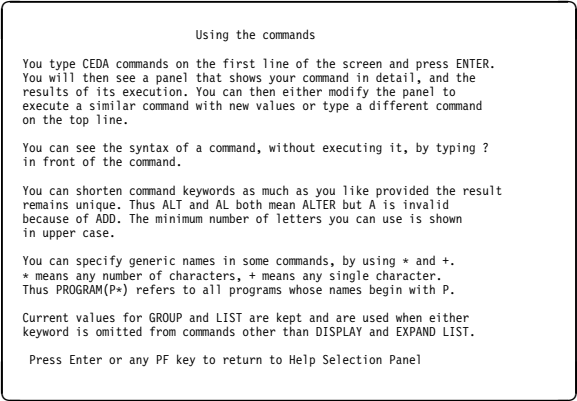 Using the commands
You type CEDA commands on the first line of the screen and press ENTER.
You will then see a panel that shows your command in detail, and the
results of its execution. You can then either modify the panel to
execute a similar command with new values or type a different command
on the top line.
You can see the syntax of a command, without executing it, by typing ?
in front of the command.
You can shorten command keywords as much as you like provided the result
remains unique. Thus ALT and AL both mean ALTER but A is invalid
because of ADD. The minimum number of letters you can use is shown
in upper case.
You can specify generic names in some commands, by using * and +.
* means any number of characters, + means any single character.
Thus PROGRAM(P*) refers to all programs whose names begin with P.
Current values for GROUP and LIST are kept and are used when either
keyword is omitted from commands other than DISPLAY and EXPAND LIST.
Press Enter or any PF key to return to Help Selection Panel